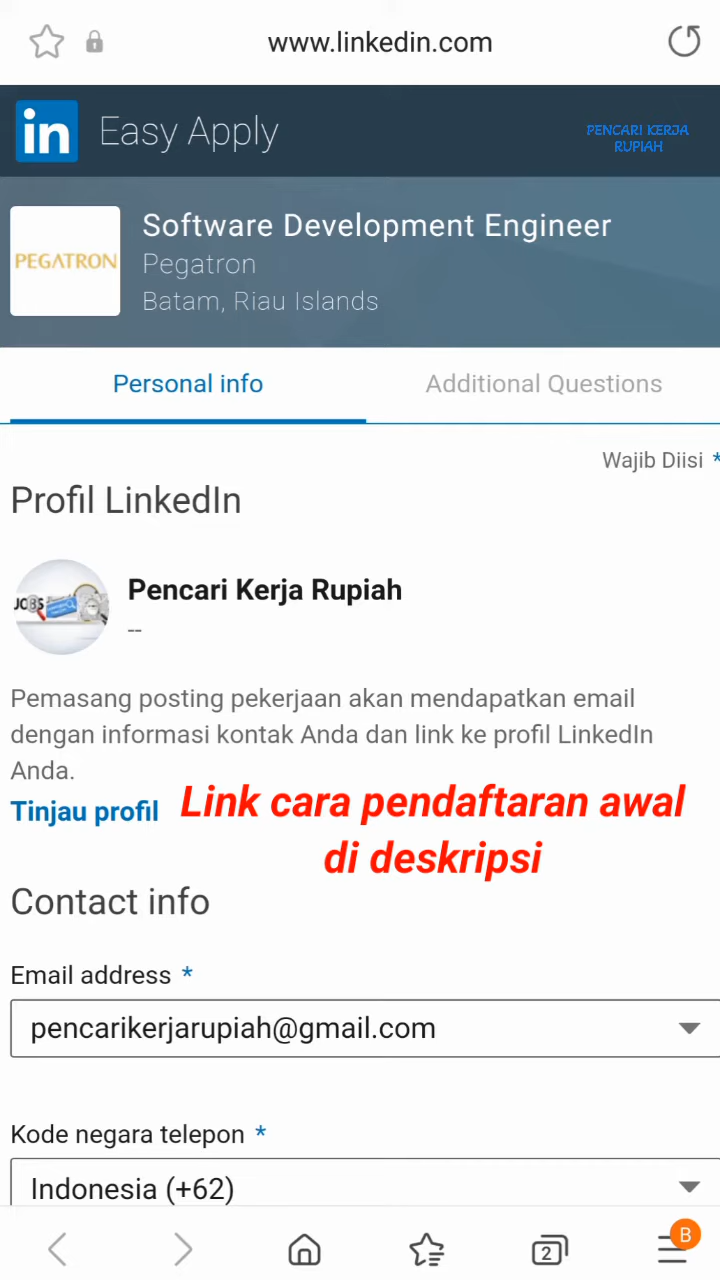 www.linkedin.com
in Easy Apply
PENCARI KERJA
RUPIAH
PEGATRON
Software Development Engineer
Pegatron
Batam, Riau Islands
Personal info
Additional Questions
Wajib Diisi *
Profil LinkedIn
JOBS
Pencari Kerja Rupiah
--
Pemasang posting pekerjaan akan mendapatkan email
dengan informasi kontak Anda dan link ke profil LinkedIn
Anda.
Tinjau profil
Link cara pendaftaran awal
di deskripsi
Contact info
Email address *
pencarikerjarupiah@gmail.com
Kode negara telepon *
Indonesia (+62)
2
B